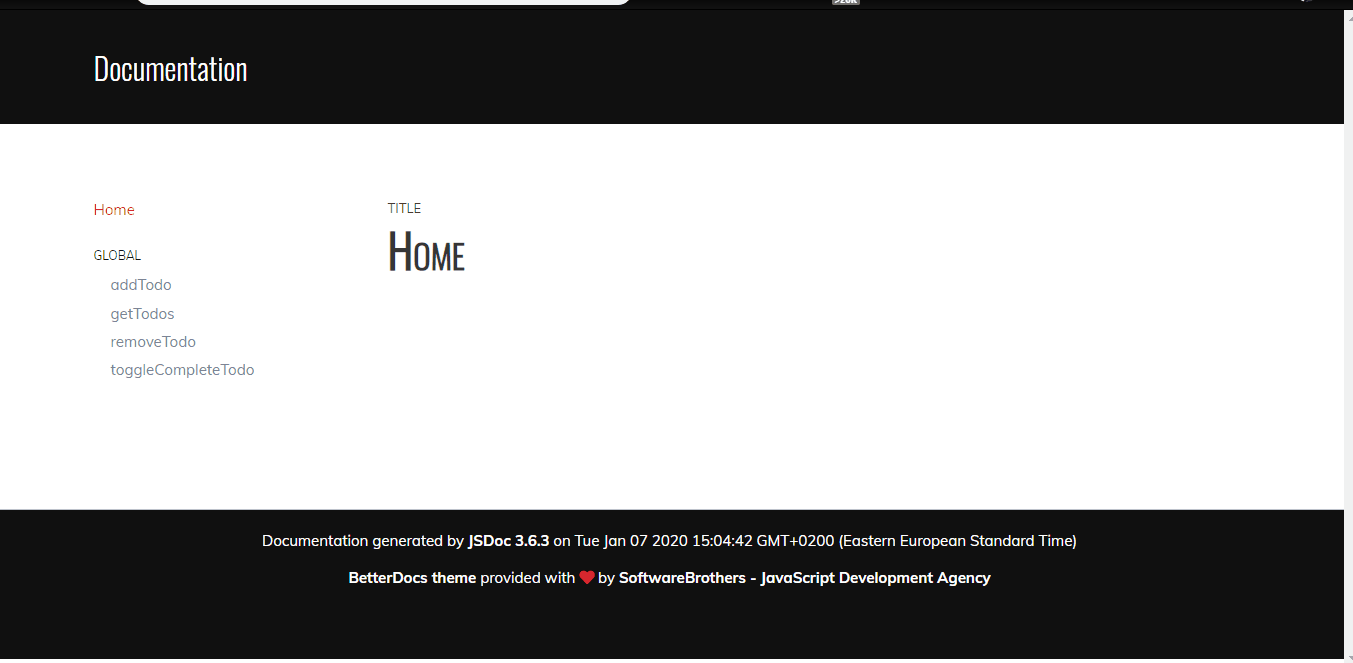 Documentation
Home
GLOBAL
addTodo
getTodos
removeTodo
toggleCompleteTodo
TITLE
Home
Documentation generated by JSDoc 3.6.3 on Tue Jan 07 2020 15:04:42 GMT+0200 (Eastern European Standard Time)
BetterDocs theme provided with ❤ by SoftwareBrothers - JavaScript Development Agency